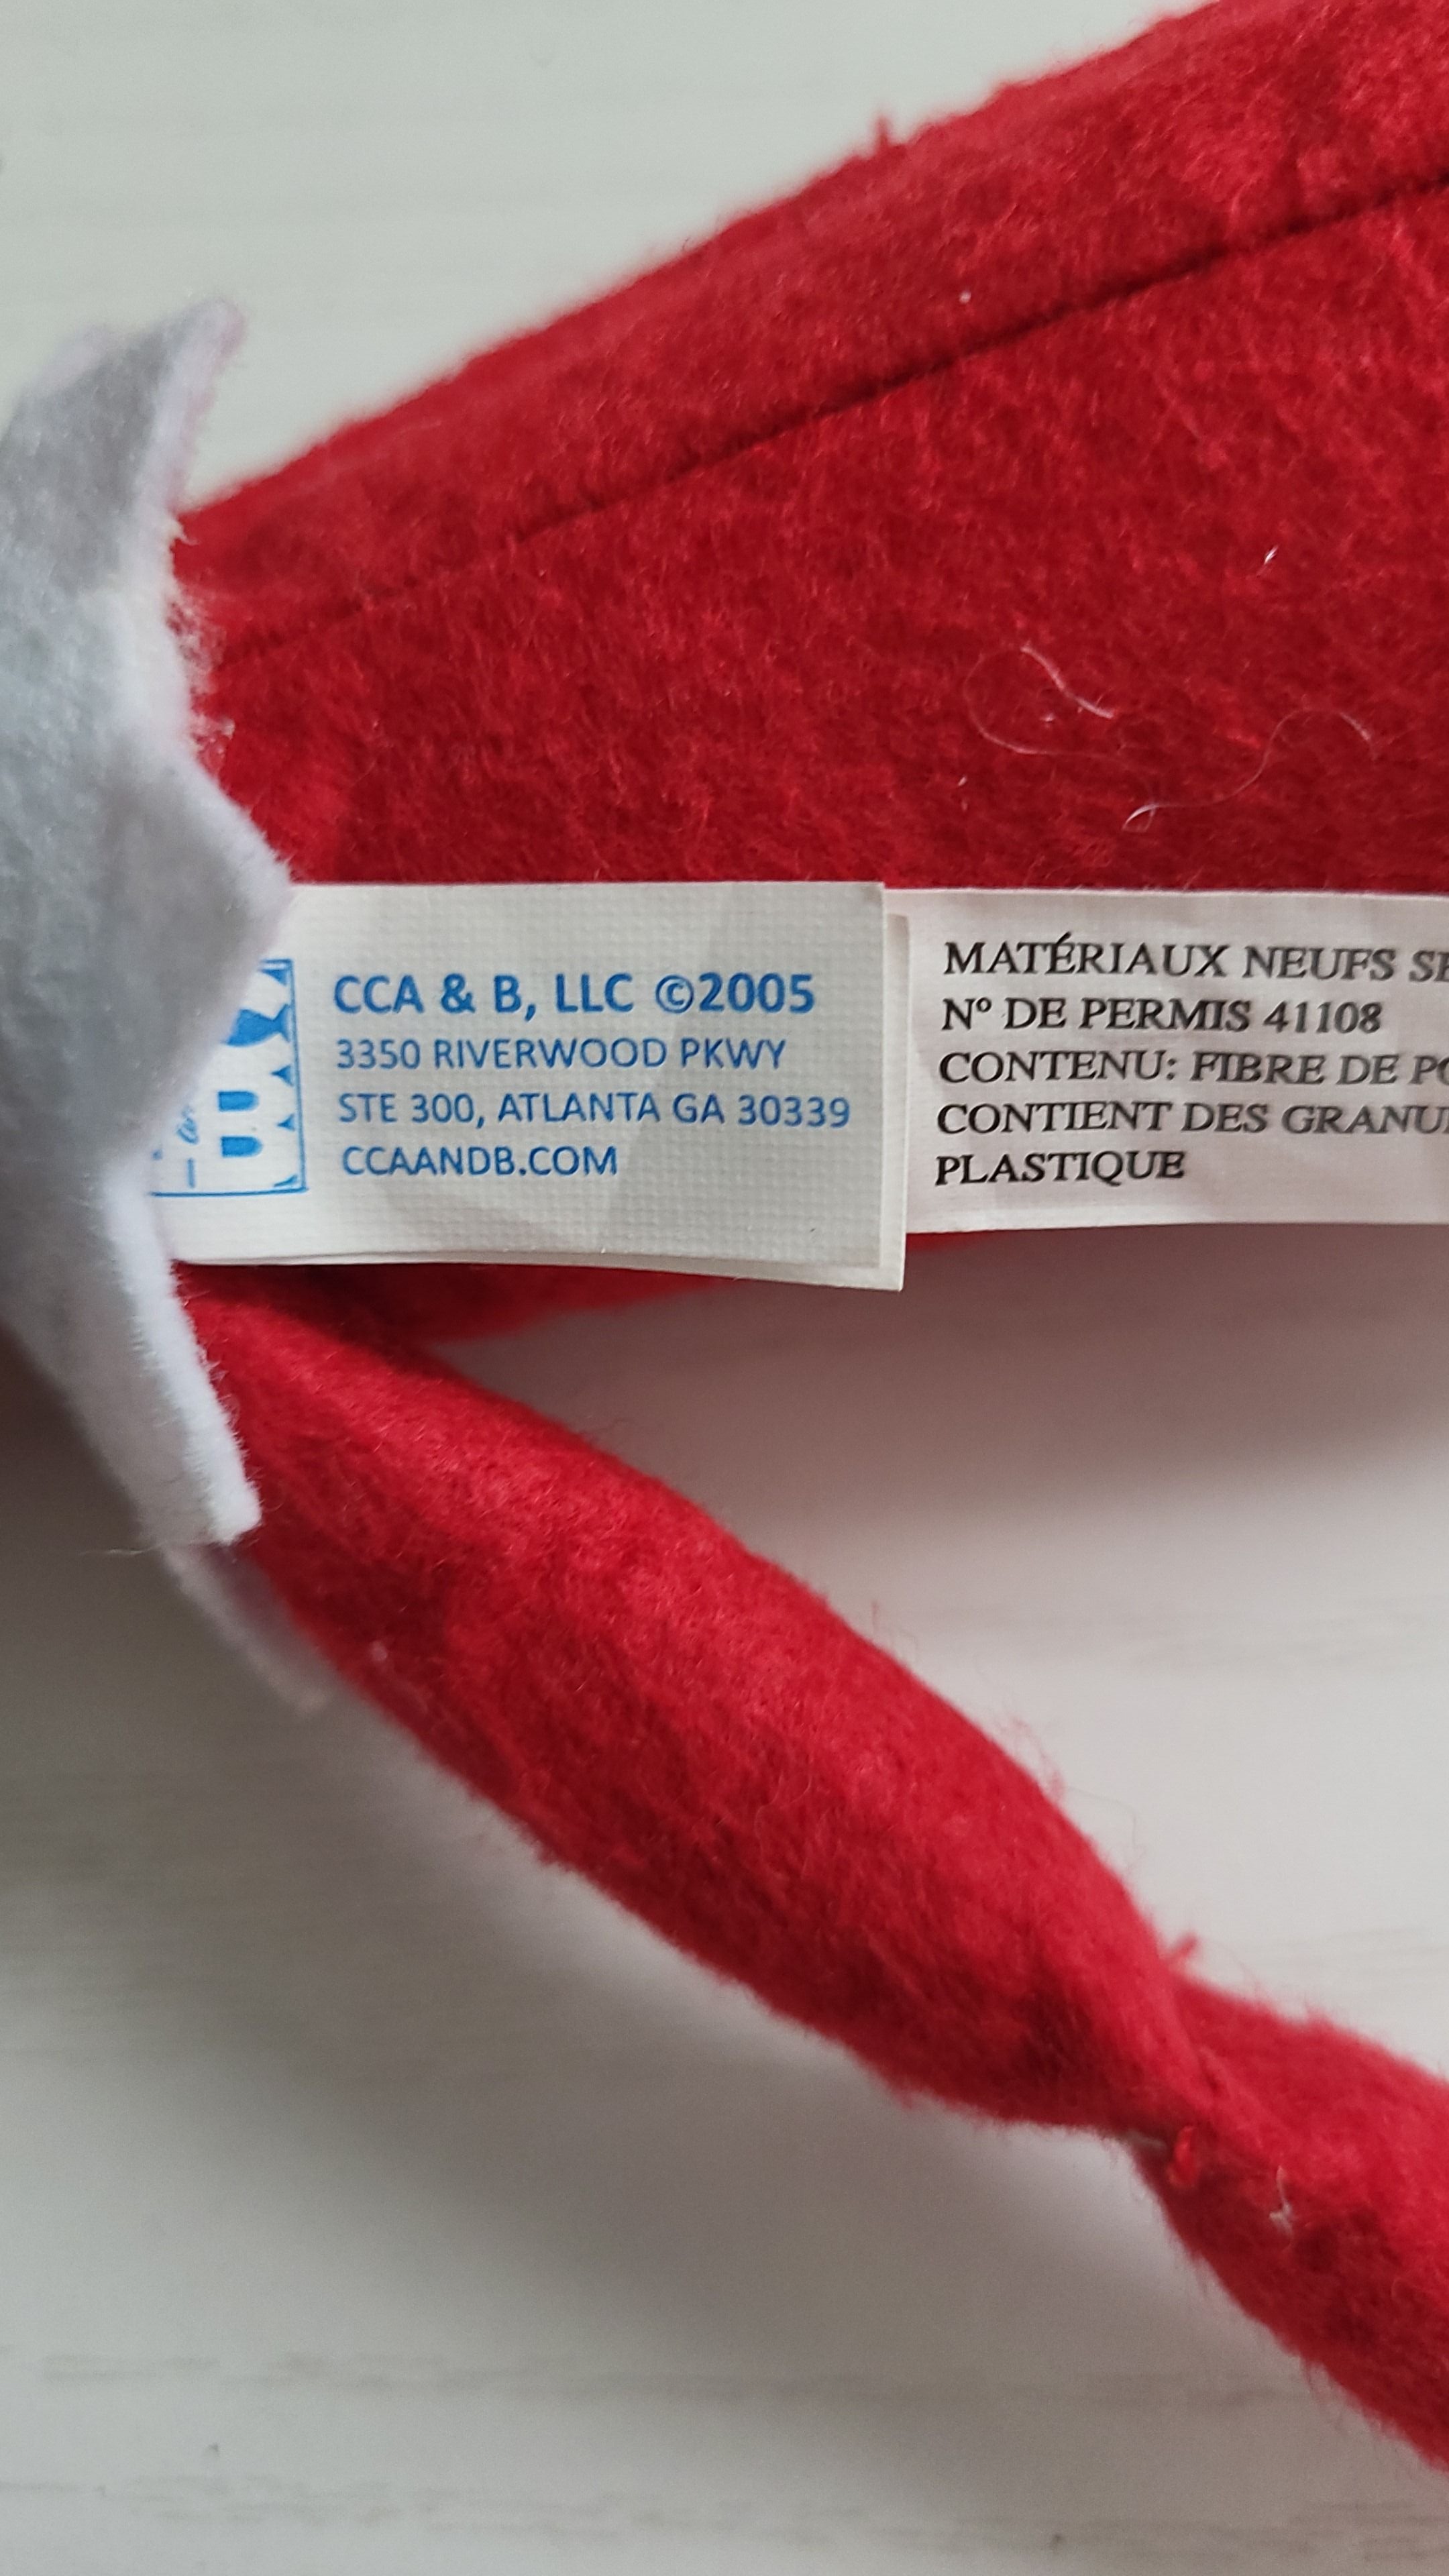 CCA & B, LLC ©2005
3350 RIVERWOOD PKWY
STE 300, ATLANTA GA 30339
CCAANDB.COM
MATÉRIAUX NEUFS
Nº DE PERMIS 41108
CONTENU: FIBRE DE
CONTIENT DES
PLASTIQUE